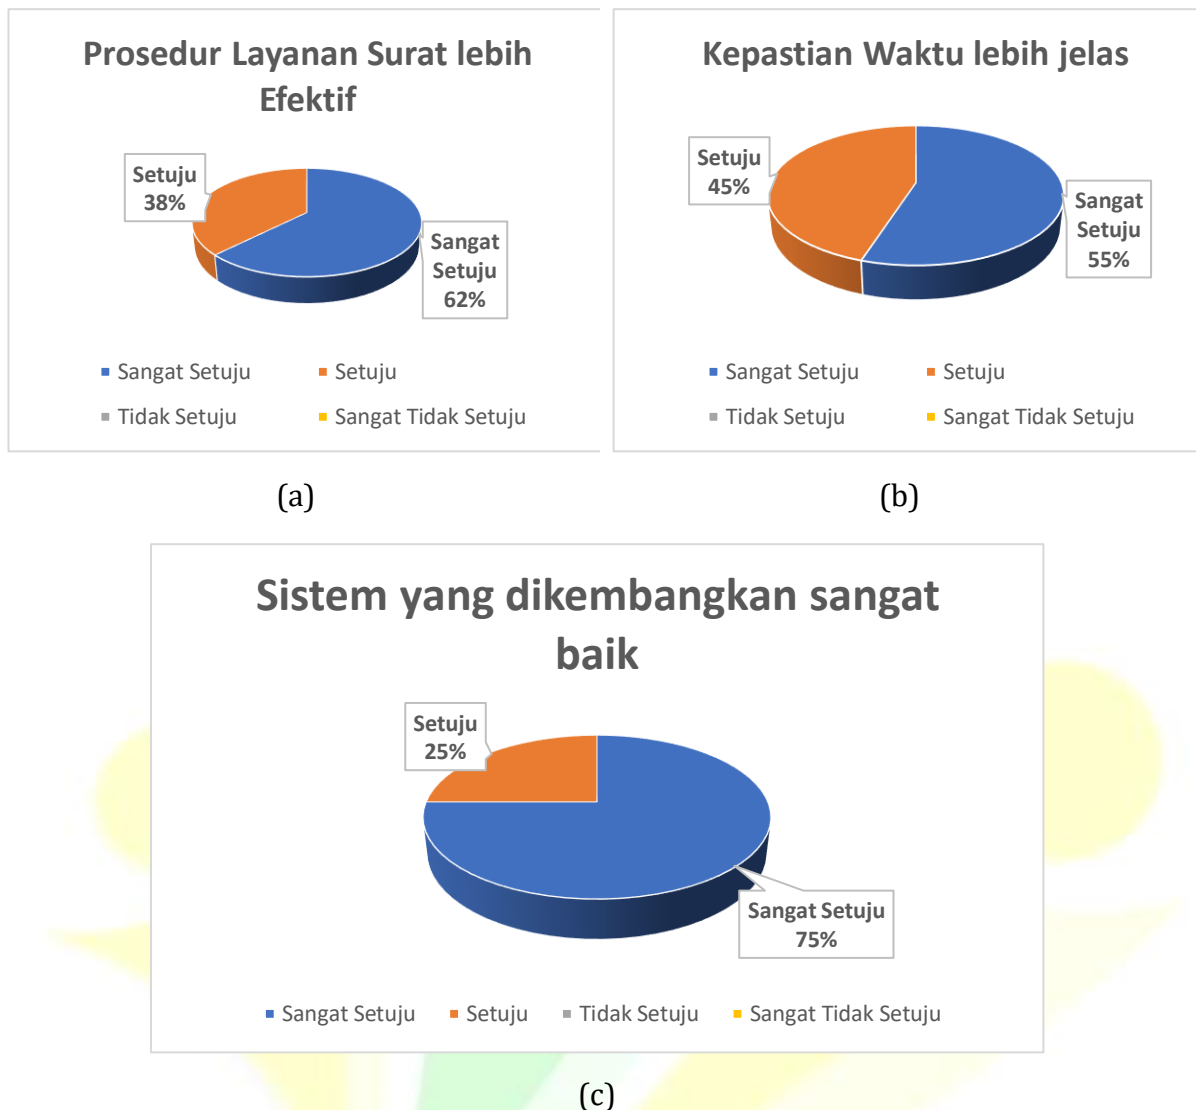 Prosedur Layanan Surat lebih
Efektif
Setuju
38%
Sangat
Setuju
62%
Sangat Setuju
Setuju
Tidak Setuju
Sangat Tidak Setuju
(a)
Kepastian Waktu lebih jelas
Setuju
45%
Sangat
Setuju
55%
Sangat Setuju
Setuju
Tidak Setuju
Sangat Tidak Setuju
(b)
Sistem yang dikembangkan sangat
baik
Setuju
25%
Sangat Setuju
75%
Sangat Setuju
Setuju
Tidak Setuju
Sangat Tidak Setuju
(c)